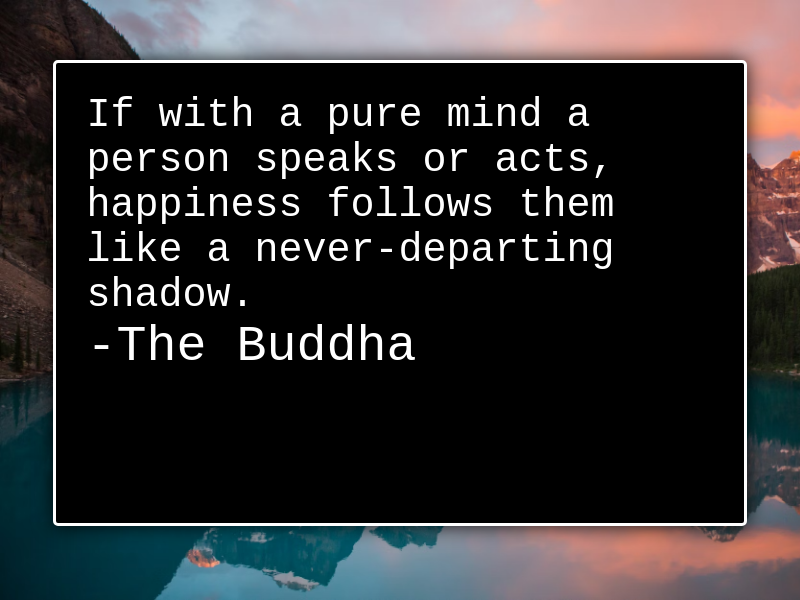 If with a pure mind a
person speaks or acts,
happiness follows them
like a never-departing
shadow.
-The Buddha